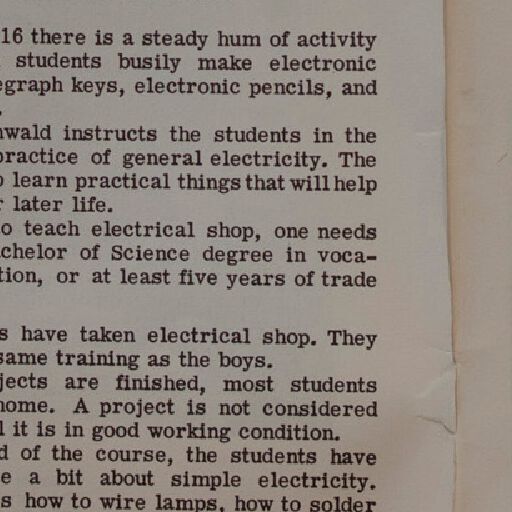 16 there is a steady hum of activity
students busily make electronic
egraph keys, electronic pencils, and
.
wald instructs the students in the
practice of general electricity. The
o learn practical things that will help
r later life.
o teach electrical shop, one needs
chelor of Science degree in voca-
tion, or at least five years of trade
s have taken electrical shop. They
same training as the boys.
jects are finished, most students
home. A project is not considered
l it is in good working condition.
d of the course, the students have
e a bit about simple electricity.
s how to wire lamps, how to solder